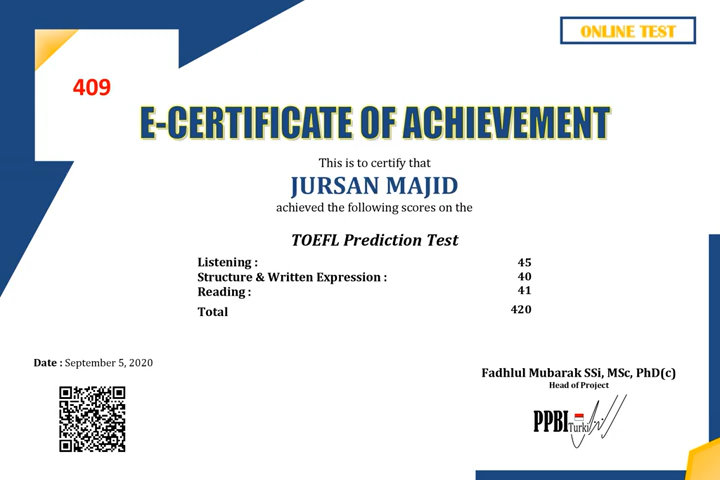 ONLINE TEST
409
E-CERTIFICATE OF ACHIEVEMENT
This is to certify that
JURSAN MAJID
achieved the following scores on the
TOEFL Prediction Test
Listening : 45
Structure & Written Expression : 40
Reading : 41
Total 420
Date : September 5, 2020
Fadhlul Mubarak SSi, MSc, PhD(c)
Head of Project
PPBI Turki